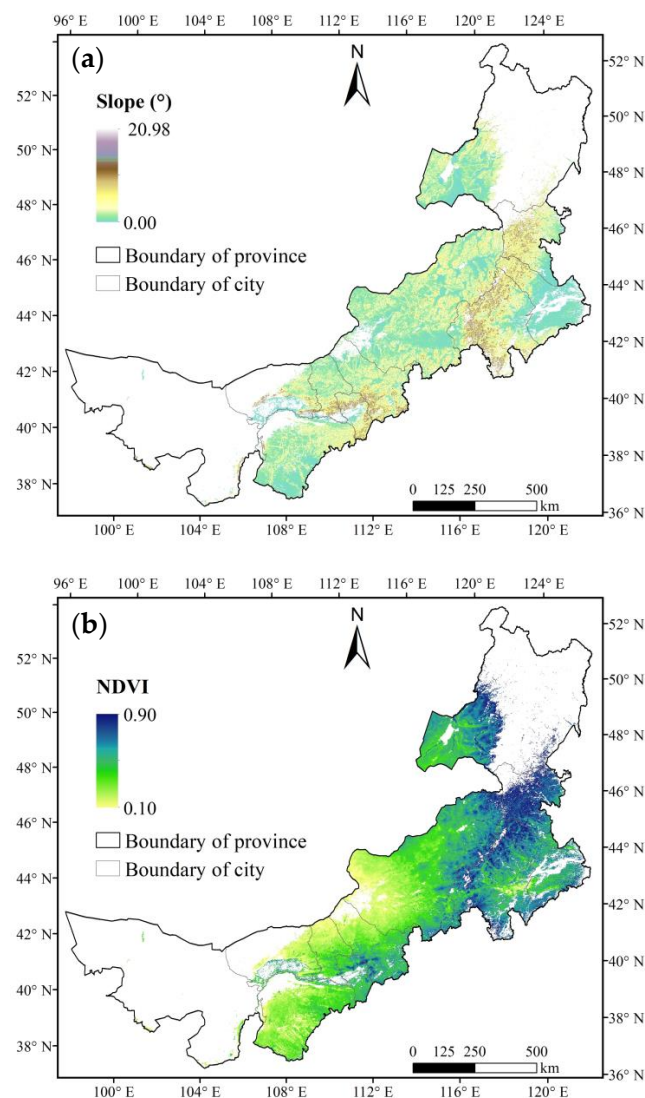 96° E 100° E 104° E 108° E 112° E 116° E 120° E 124° E
(a)
N
Slope (°)
20.98
0.00
Boundary of province
Boundary of city
52° N
50° N
48° N
46° N
44° N
42° N
40° N
38° N
52° N
50° N
48° N
46° N
44° N
42° N
40° N
38° N
36° N
0 125 250 500
km
100° E 104° E 108° E 112° E 116° E 120° E
96° E 100° E 104° E 108° E 112° E 116° E 120° E 124° E
(b)
N
NDVI
0.90
0.10
Boundary of province
Boundary of city
52° N
50° N
48° N
46° N
44° N
42° N
40° N
38° N
52° N
50° N
48° N
46° N
44° N
42° N
40° N
38° N
36° N
0 125 250 500
km
100° E 104° E 108° E 112° E 116° E 120° E